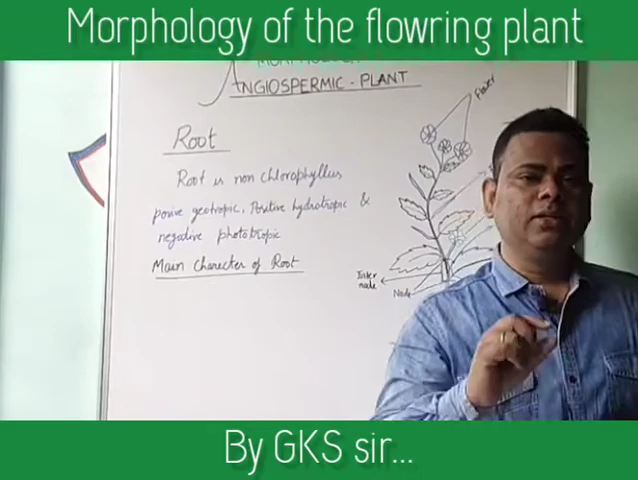 Morphology of the flowring plant
ANGIOSPERMIC - PLANT
Flower
Root
Root is non chlorophyllus
posive geotropic, Positive hydrotropic &
negative phototropic
Main Charecter of Root
Inter
node
Node
By GKS sir...